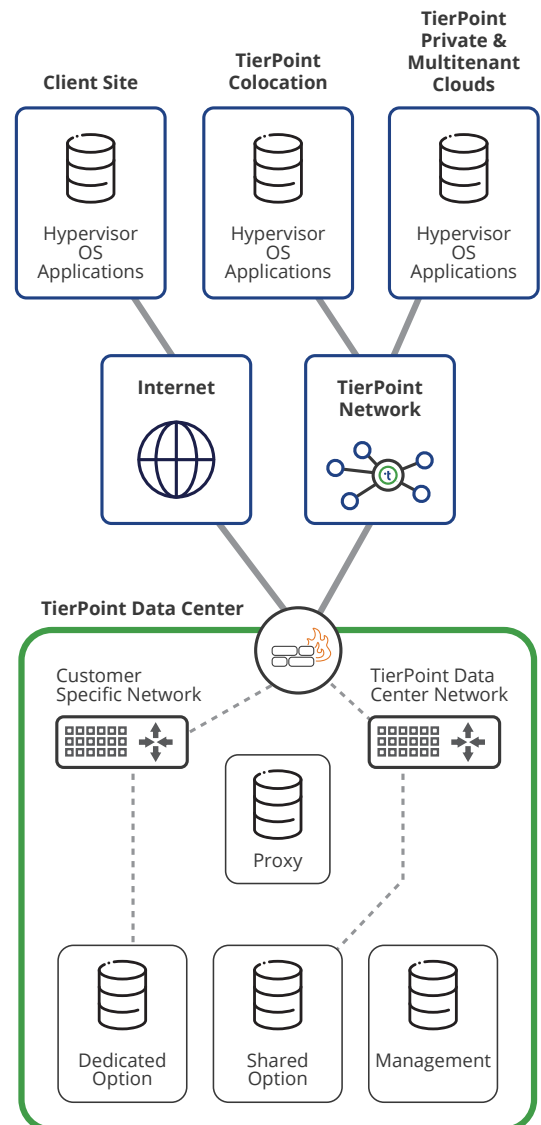 Client Site
TierPoint
Colocation
TierPoint
Private &
Multitenant
Clouds
Hypervisor
OS
Applications
Hypervisor
OS
Applications
Hypervisor
OS
Applications
Internet
TierPoint
Network
t
TierPoint Data Center
Customer
Specific Network
TierPoint Data
Center Network
Proxy
Dedicated
Option
Shared
Option
Management